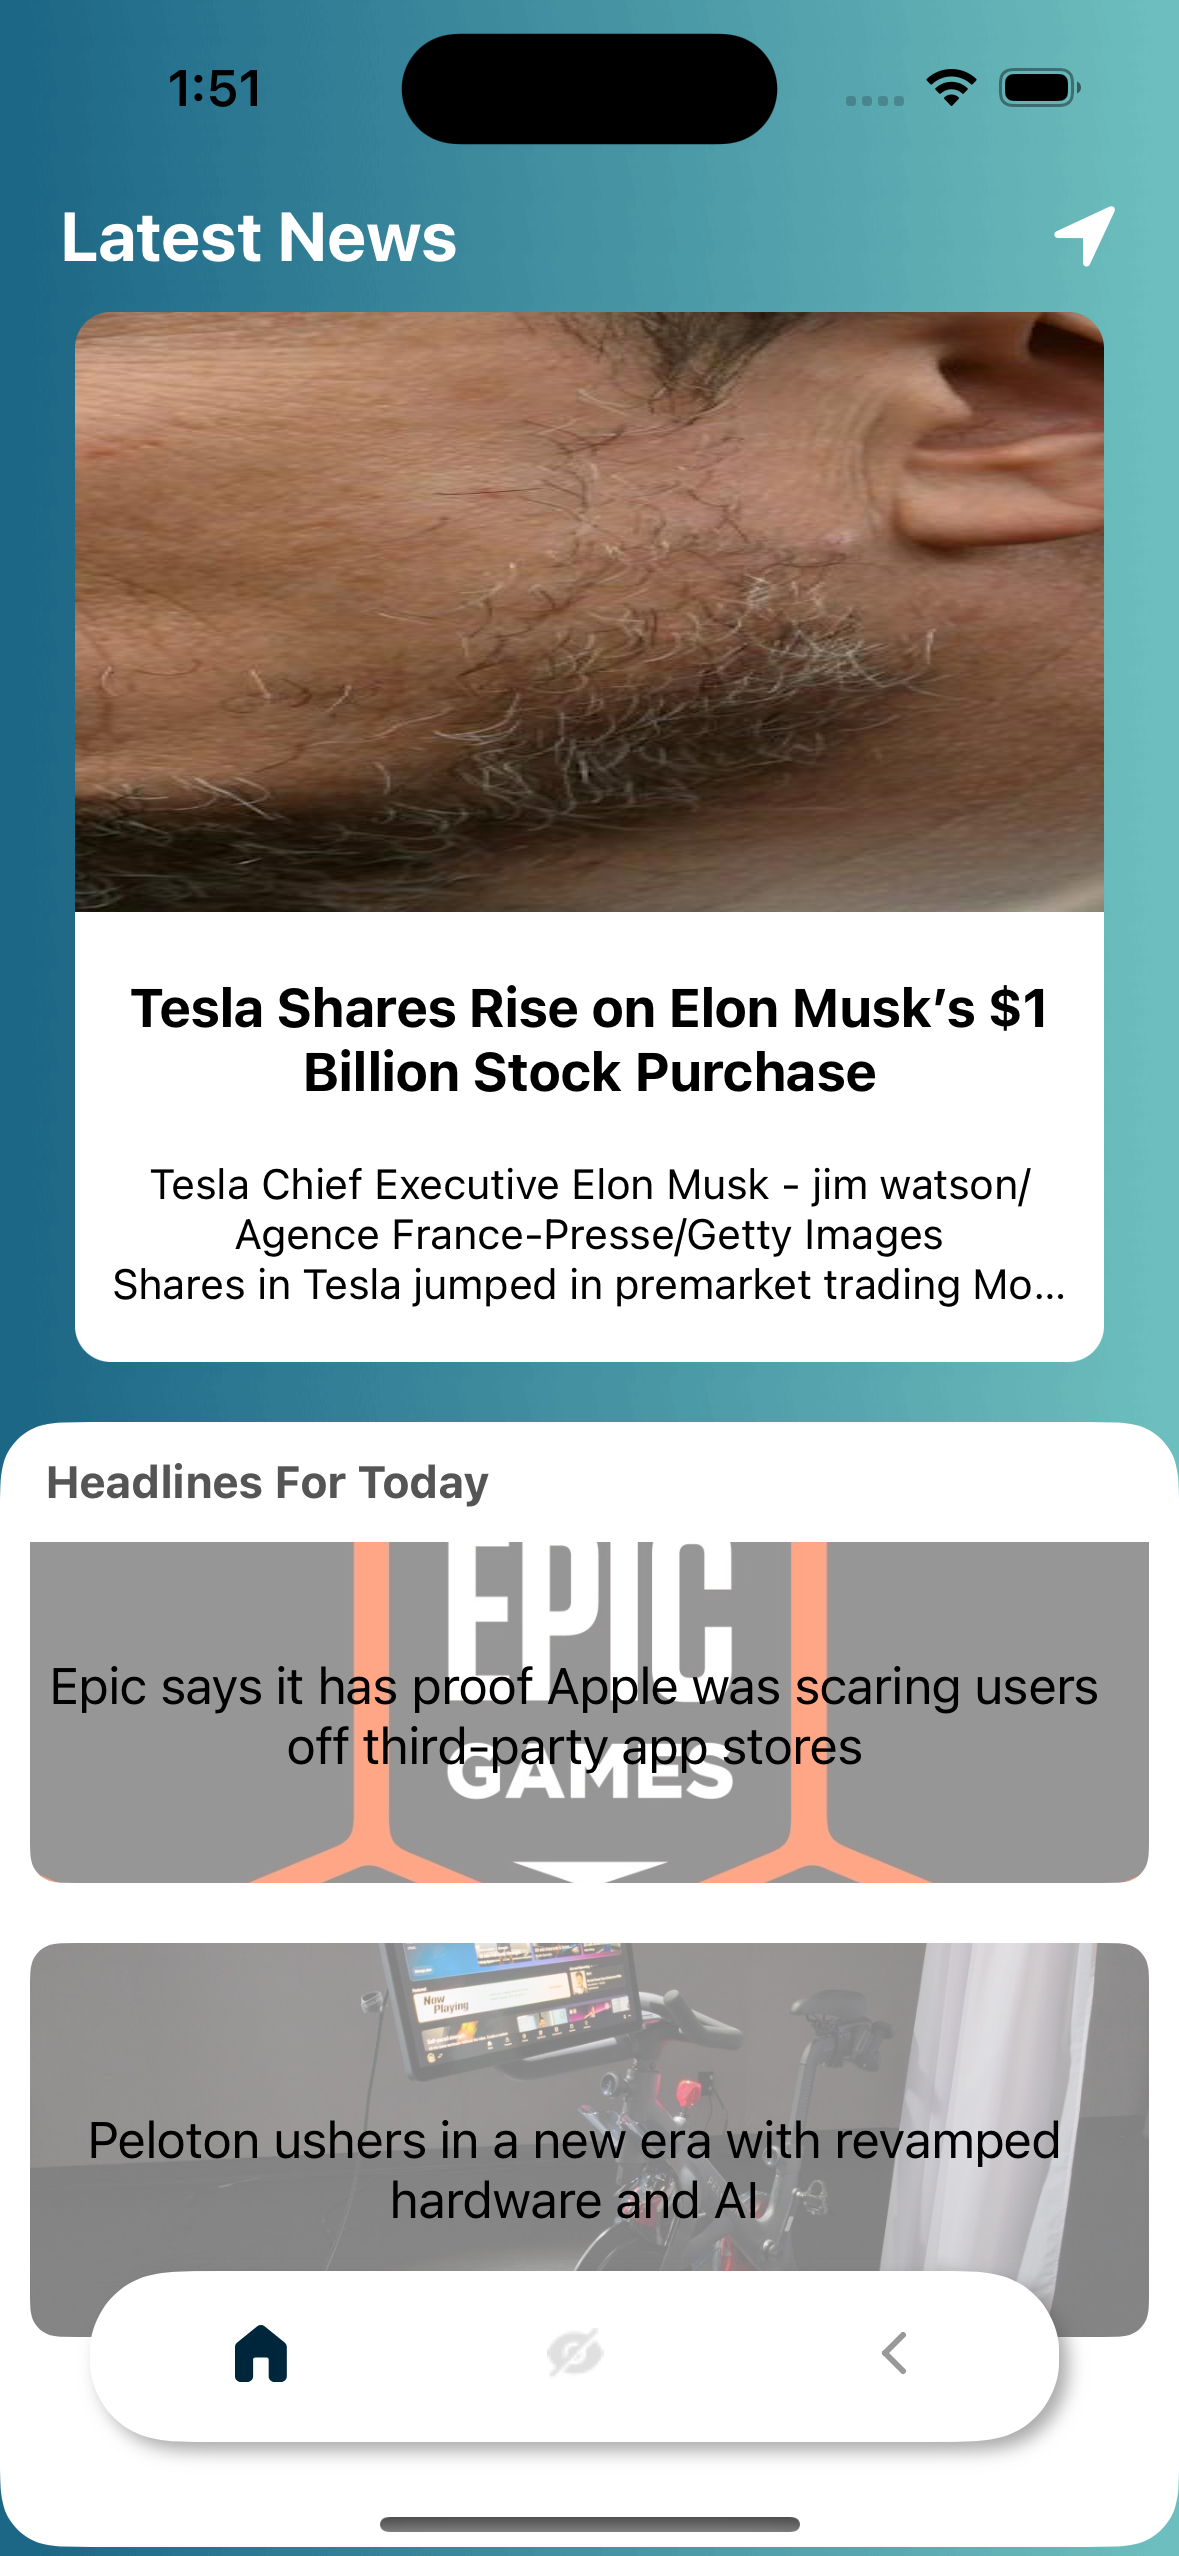 1:51
Latest News
Tesla Shares Rise on Elon Musk’s $1
Billion Stock Purchase
Tesla Chief Executive Elon Musk - jim watson/
Agence France-Presse/Getty Images
Shares in Tesla jumped in premarket trading Mo...
Headlines For Today
EPIC
GAMES
Epic says it has proof Apple was scaring users
off third-party app stores
Now
Playing
Peloton ushers in a new era with revamped
hardware and AI